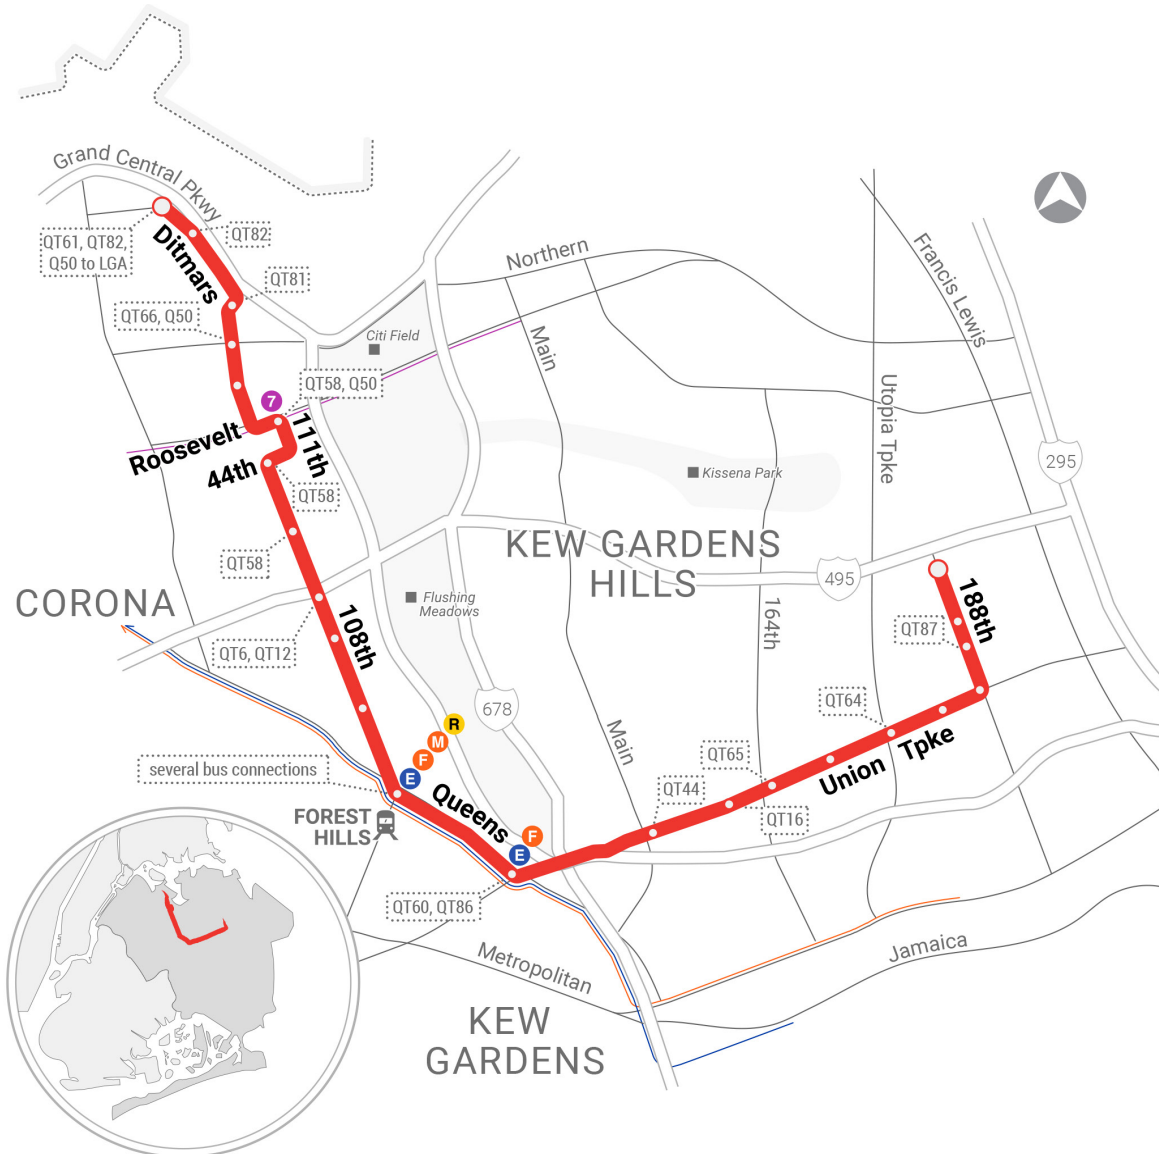 Grand Central Pkwy
QT61, QT82,
Q50 to LGA
Ditmars
QT82
QT81
QT66, Q50
Northern
Francis Lewis
Citi Field
Main
QT58, Q50
7
Roosevelt
111th
44th
QT58
Utopia Tpke
295
Kissena Park
QT58
KEW GARDENS
HILLS
495
CORONA
Flushing
Meadows
108th
QT6, QT12
164th
188th
QT87
678
R
M
F
E
Main
QT64
Union Tpke
QT65
several bus connections
QT44
QT16
Queens
FOREST
HILLS
F
E
QT60, QT86
Metropolitan
Jamaica
KEW
GARDENS